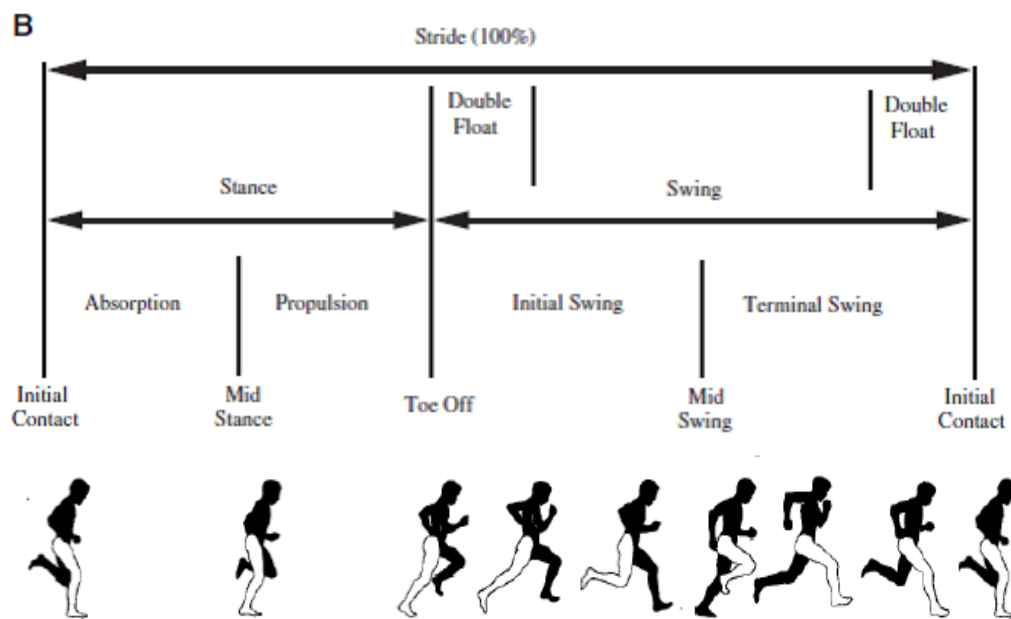 B
Stride (100%)
Double
Float
Double
Float
Stance
Swing
Absorption
Propulsion
Initial Swing
Terminal Swing
Initial
Contact
Mid
Stance
Toe Off
Mid
Swing
Initial
Contact